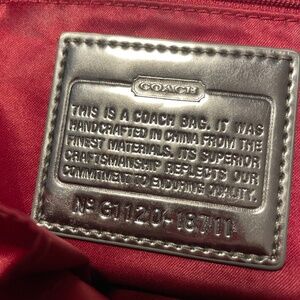 COACH
THIS IS A COACH BAG. IT WAS
HANDCRAFTED IN CHINA FROM THE
FINEST MATERIALS. ITS SUPERIOR
CRAFTSMANSHIP REFLECTS OUR
COMMITMENT TO ENDURING QUALITY.
Nº G1120-18711